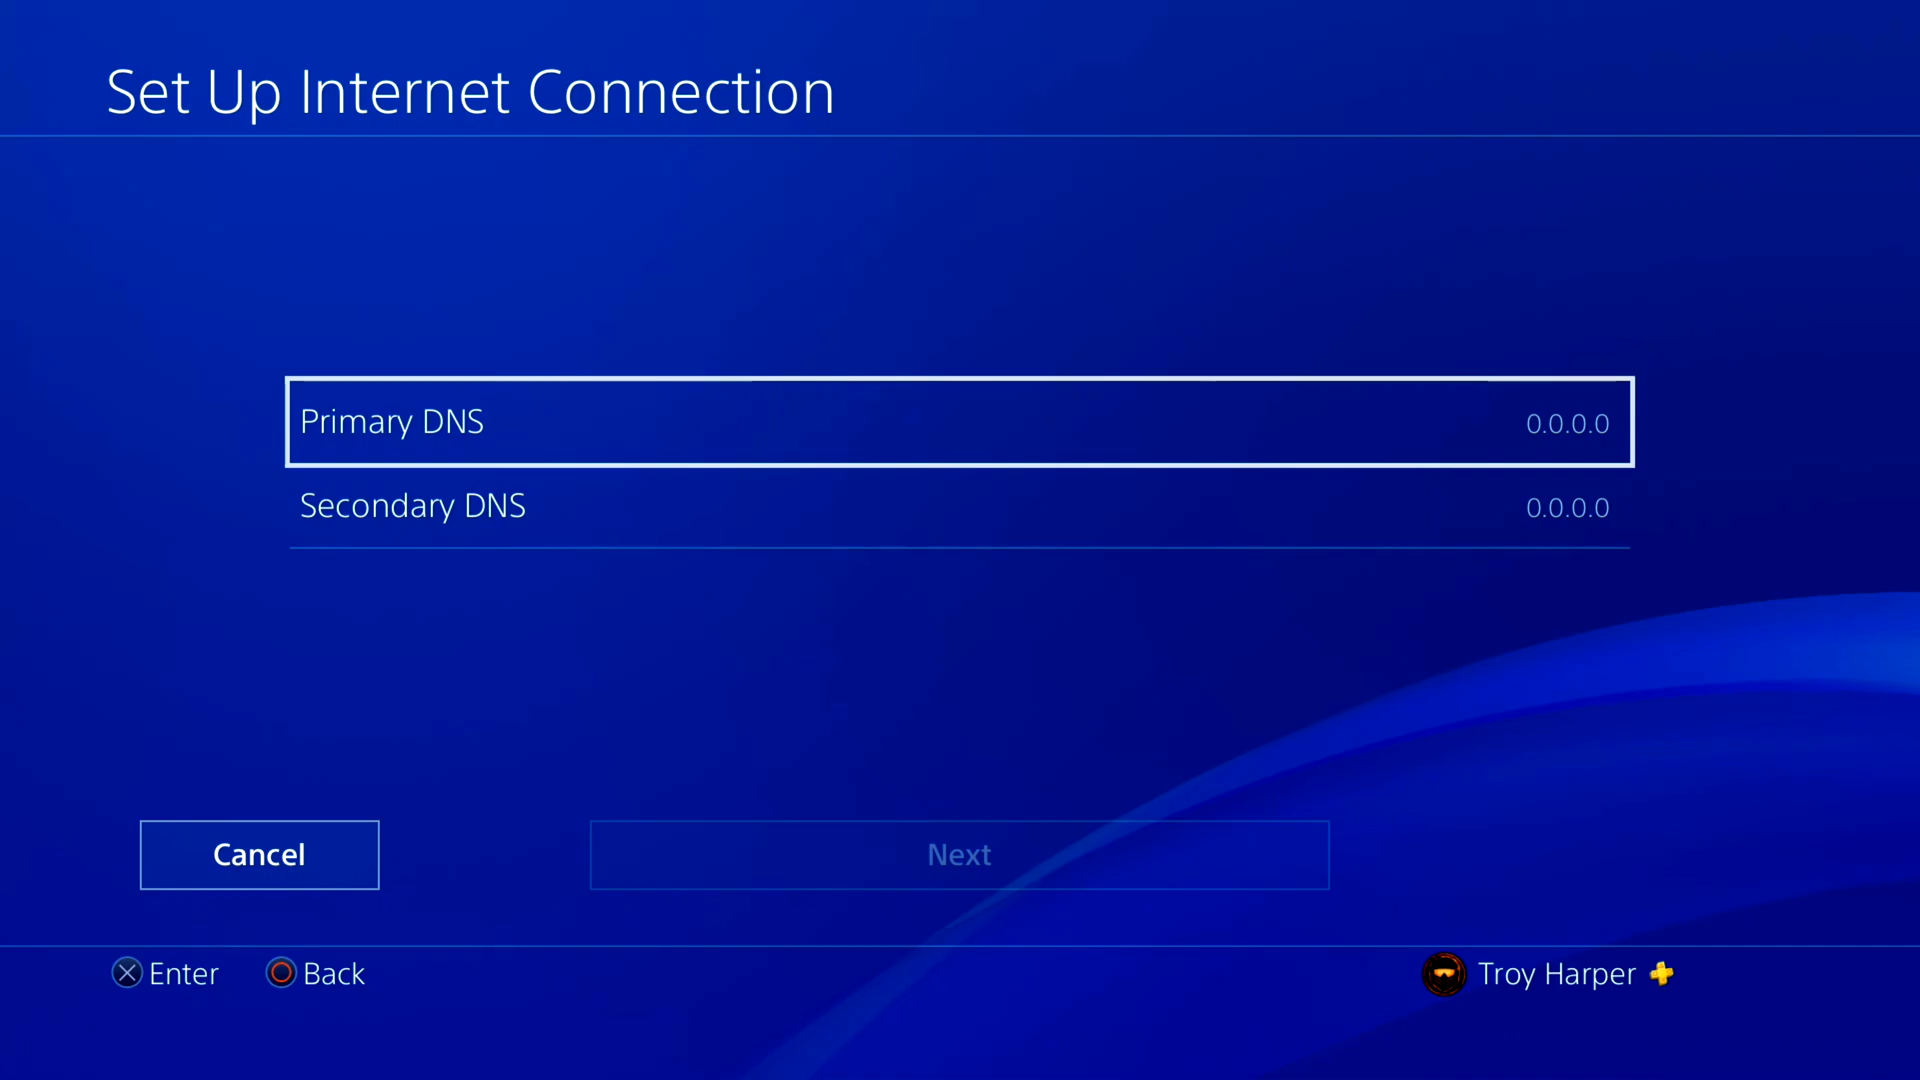 Set Up Internet Connection
Primary DNS 0.0.0.0
Secondary DNS 0.0.0.0
Cancel Next
Enter Back Troy Harper